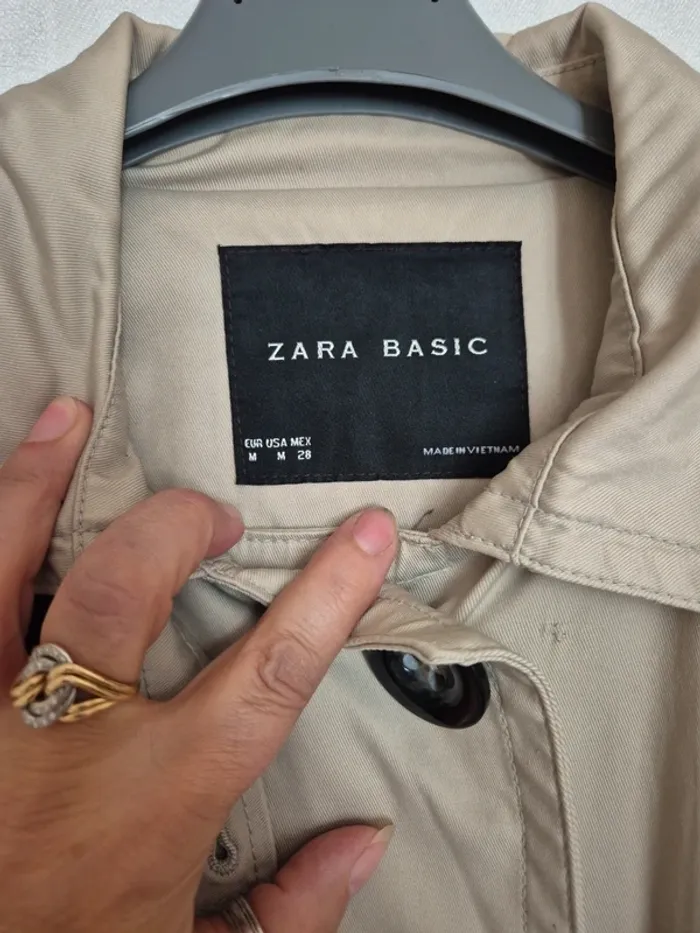 ZARA BASIC
EUR USA MEX
M M 28
MADE IN VIETNAM